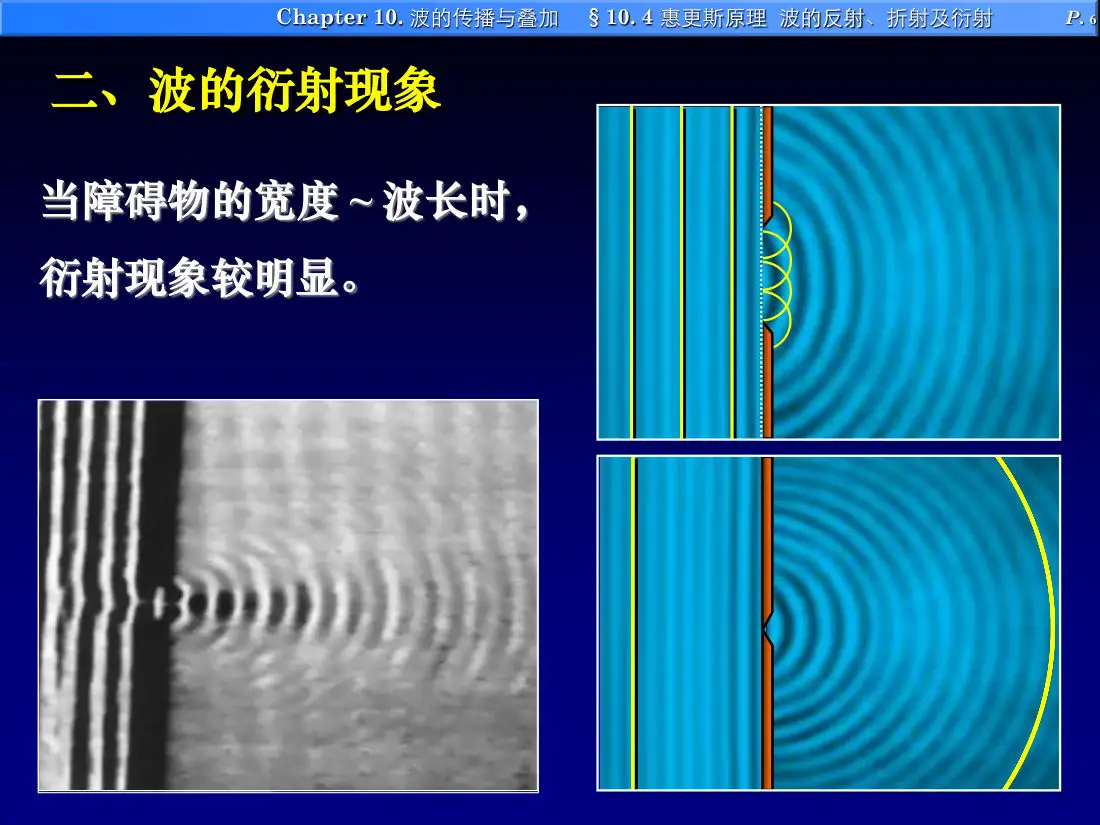 Chapter 10. 波的传播与叠加 §10. 4 惠更斯原理 波的反射、折射及衍射 P. 6
二、波的衍射现象
当障碍物的宽度 ~ 波长时，
衍射现象较明显。